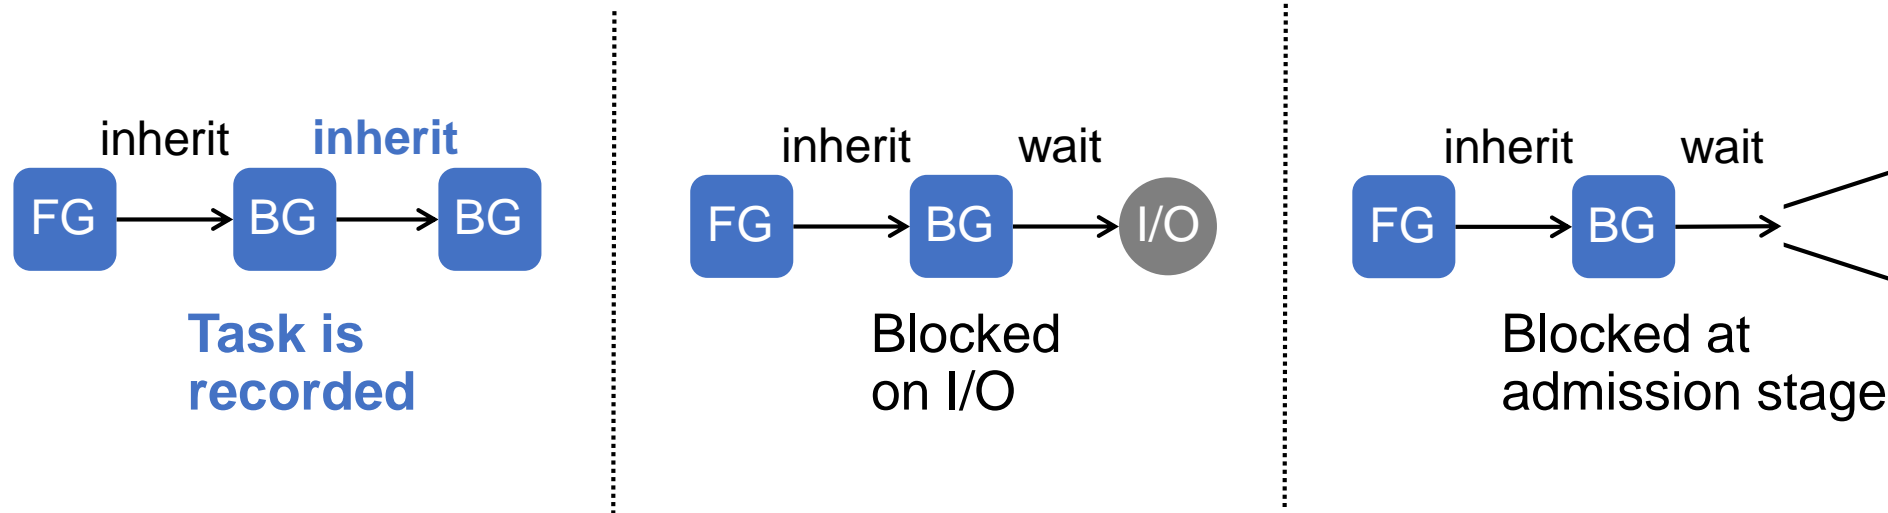 inherit inherit
FG BG BG
Task is
recorded
inherit wait
FG BG I/O
Blocked
on I/O
inherit wait
FG BG
Blocked at
admission stage